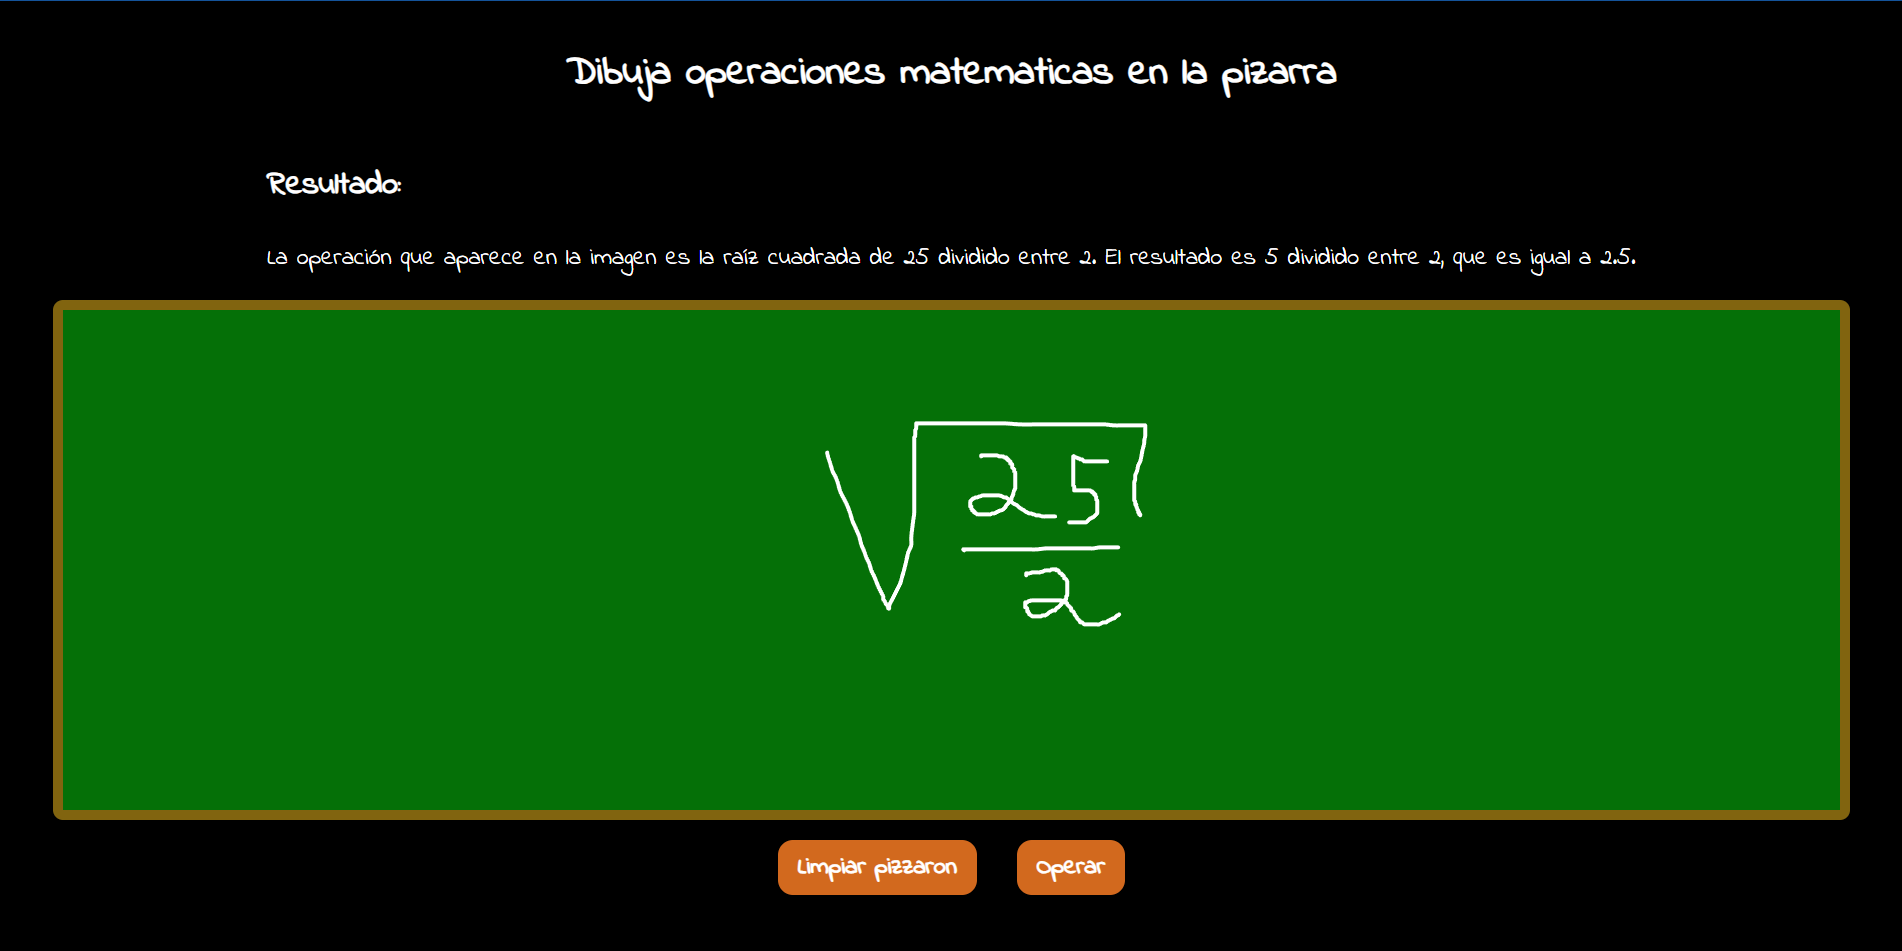 Dibuja operaciones matematicas en la pizarra
Resultado:
La operación que aparece en la imagen es la raíz cuadrada de 25 dividido entre 2. El resultado es 5 dividido entre 2, que es igual a 2.5.
√25
2
Limpiar pizzaron
Operar